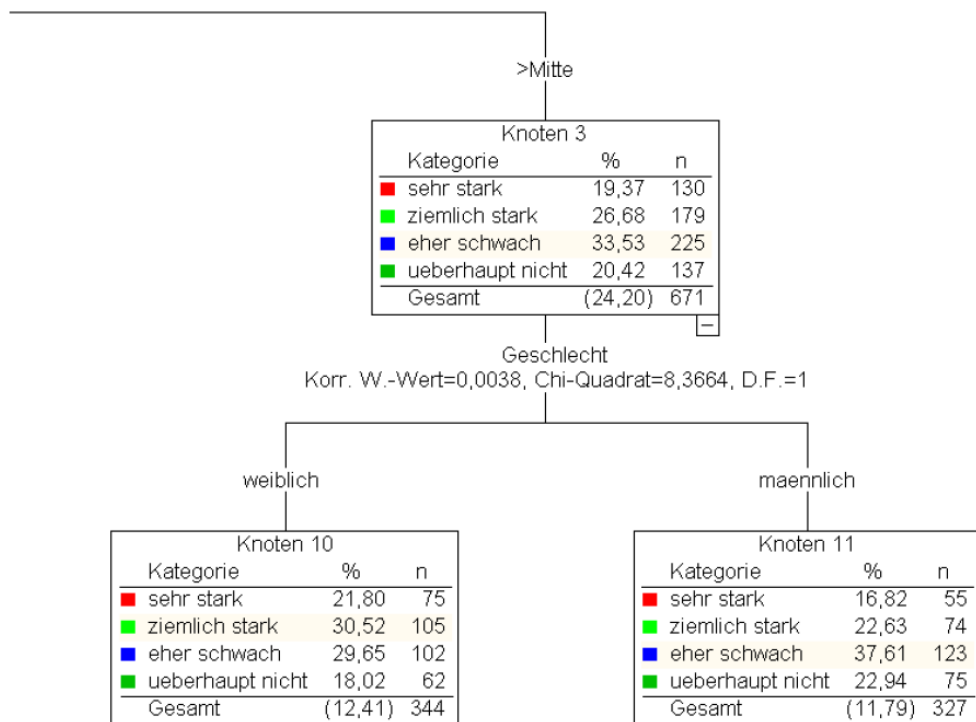 >Mitte
Knoten 3
Kategorie % n
sehr stark 19,37 130
ziemlich stark 26,68 179
eher schwach 33,53 225
ueberhaupt nicht 20,42 137
Gesamt (24,20) 671
Geschlecht
Korr. W.-Wert=0,0038, Chi-Quadrat=8,3664, D.F.=1
weiblich
Knoten 10
Kategorie % n
sehr stark 21,80 75
ziemlich stark 30,52 105
eher schwach 29,65 102
ueberhaupt nicht 18,02 62
Gesamt (12,41) 344
maennlich
Knoten 11
Kategorie % n
sehr stark 16,82 55
ziemlich stark 22,63 74
eher schwach 37,61 123
ueberhaupt nicht 22,94 75
Gesamt (11,79) 327